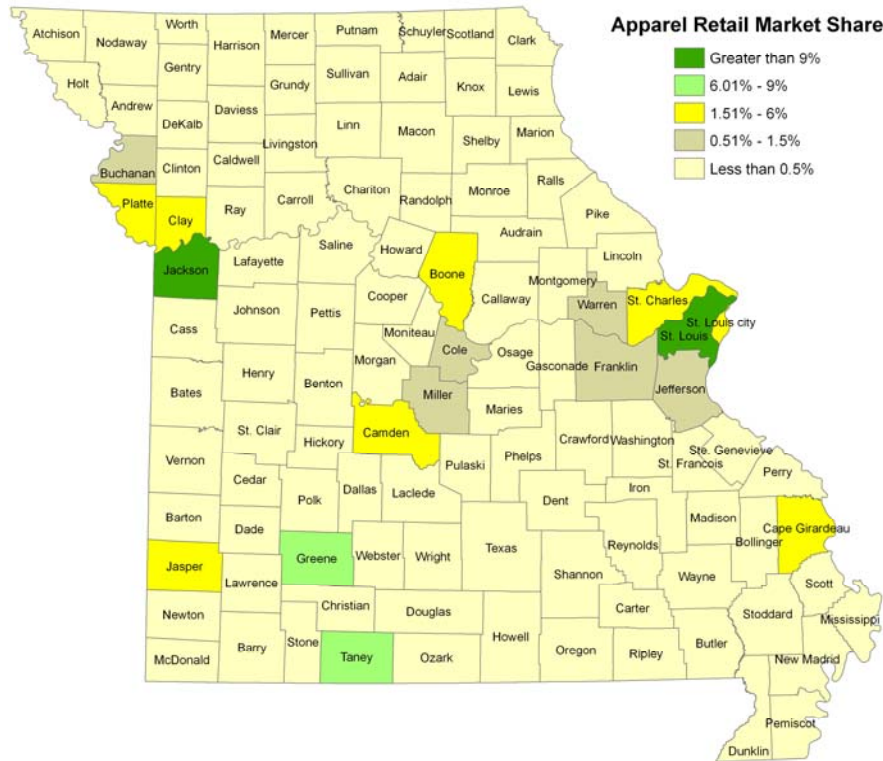 Apparel Retail Market Share
Greater than 9%
6.01% - 9%
1.51% - 6%
0.51% - 1.5%
Less than 0.5%
Atchison
Nodaway
Worth
Harrison
Mercer
Putnam
Schuyler
Scotland
Clark
Holt
Gentry
Grundy
Sullivan
Adair
Knox
Lewis
Andrew
DeKalb
Daviess
Livingston
Linn
Macon
Shelby
Marion
Buchanan
Clinton
Caldwell
Carroll
Chariton
Randolph
Monroe
Ralls
Pike
Platte
Clay
Ray
Saline
Howard
Boone
Audrain
Lincoln
Jackson
Lafayette
Cooper
Callaway
Montgomery
Warren
St. Charles
St. Louis city
St. Louis
Cass
Johnson
Pettis
Moniteau
Morgan
Cole
Osage
Gasconade
Franklin
Jefferson
Bates
Henry
Benton
Miller
Maries
Camden
St. Clair
Hickory
Pulaski
Phelps
Crawford
Washington
Ste. Genevieve
St. Francois
Perry
Vernon
Cedar
Polk
Dallas
Laclede
Dent
Iron
Madison
Bollinger
Cape Girardeau
Barton
Dade
Greene
Webster
Wright
Texas
Reynolds
Jasper
Lawrence
Shannon
Wayne
Scott
Newton
Christian
Douglas
Carter
Stoddard
Mississippi
McDonald
Barry
Stone
Taney
Ozark
Howell
Oregon
Ripley
Butler
New Madrid
Pemiscot
Dunklin